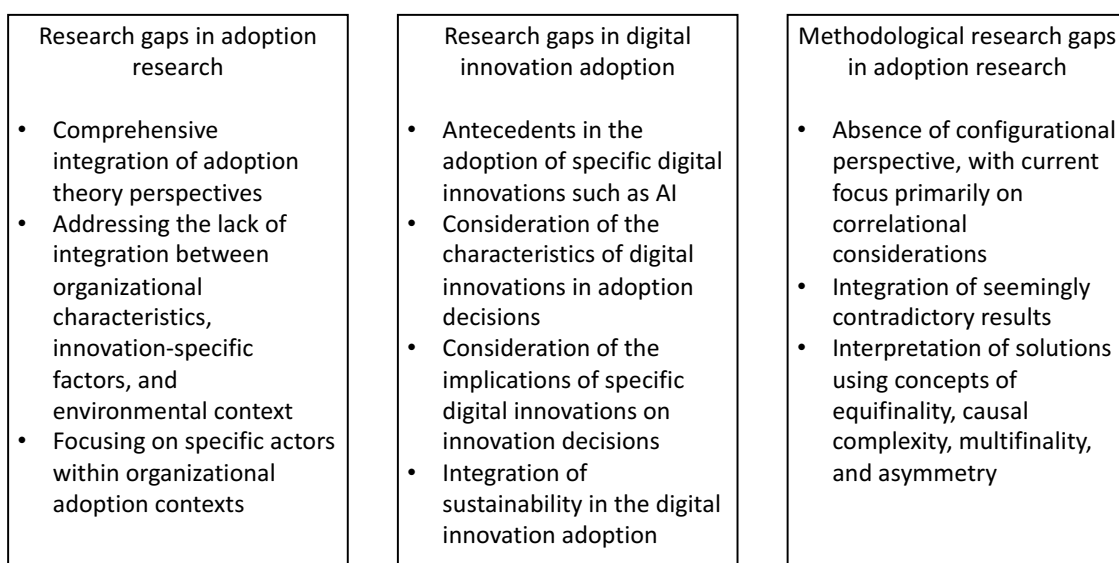 Research gaps in adoption
research
• Comprehensive
integration of adoption
theory perspectives
• Addressing the lack of
integration between
organizational
characteristics,
innovation-specific
factors, and
environmental context
• Focusing on specific actors
within organizational
adoption contexts
Research gaps in digital
innovation adoption
• Antecedents in the
adoption of specific digital
innovations such as AI
• Consideration of the
characteristics of digital
innovations in adoption
decisions
• Consideration of the
implications of specific
digital innovations on
innovation decisions
• Integration of
sustainability in the digital
innovation adoption
Methodological research gaps
in adoption research
• Absence of configurational
perspective, with current
focus primarily on
correlational
considerations
• Integration of seemingly
contradictory results
• Interpretation of solutions
using concepts of
equifinality, causal
complexity, multifinality,
and asymmetry